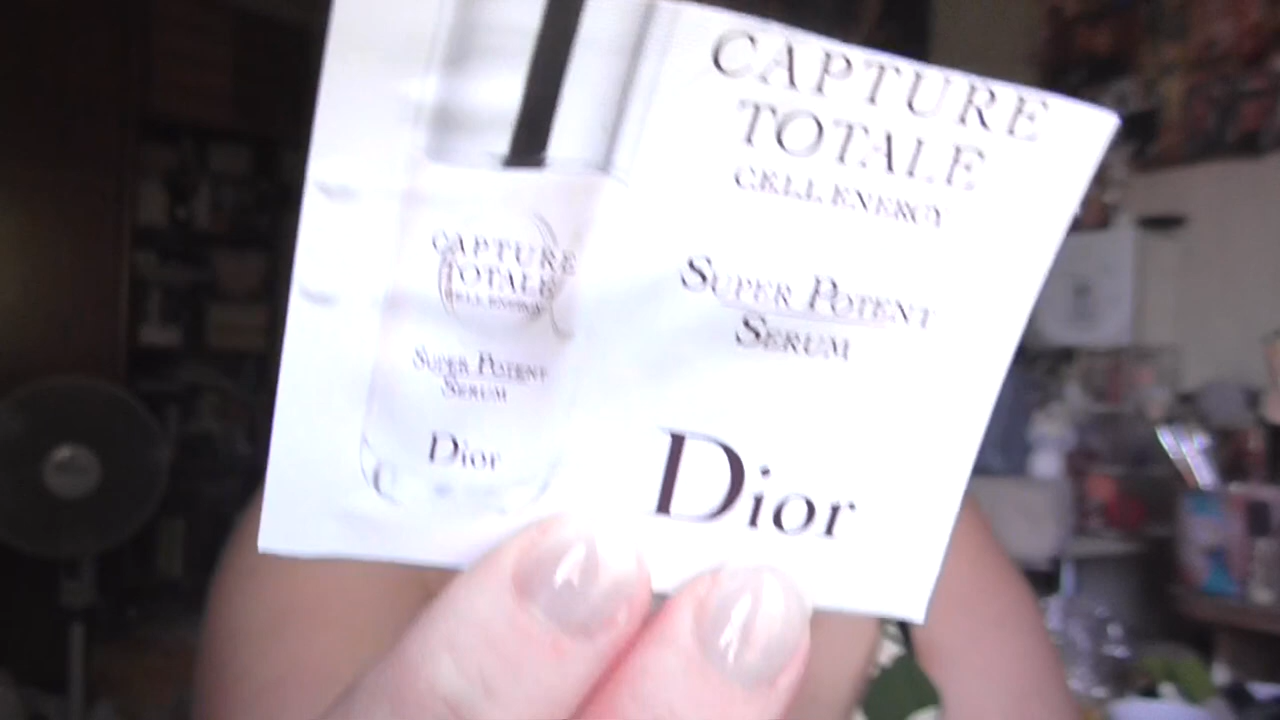 CAPTURE
TOTALE
CELL ENERGY
SUPER POTENT
SERUM
Dior
CAPTURE
TOTALE
CELL ENERGY
SUPER POTENT
SERUM
Dior